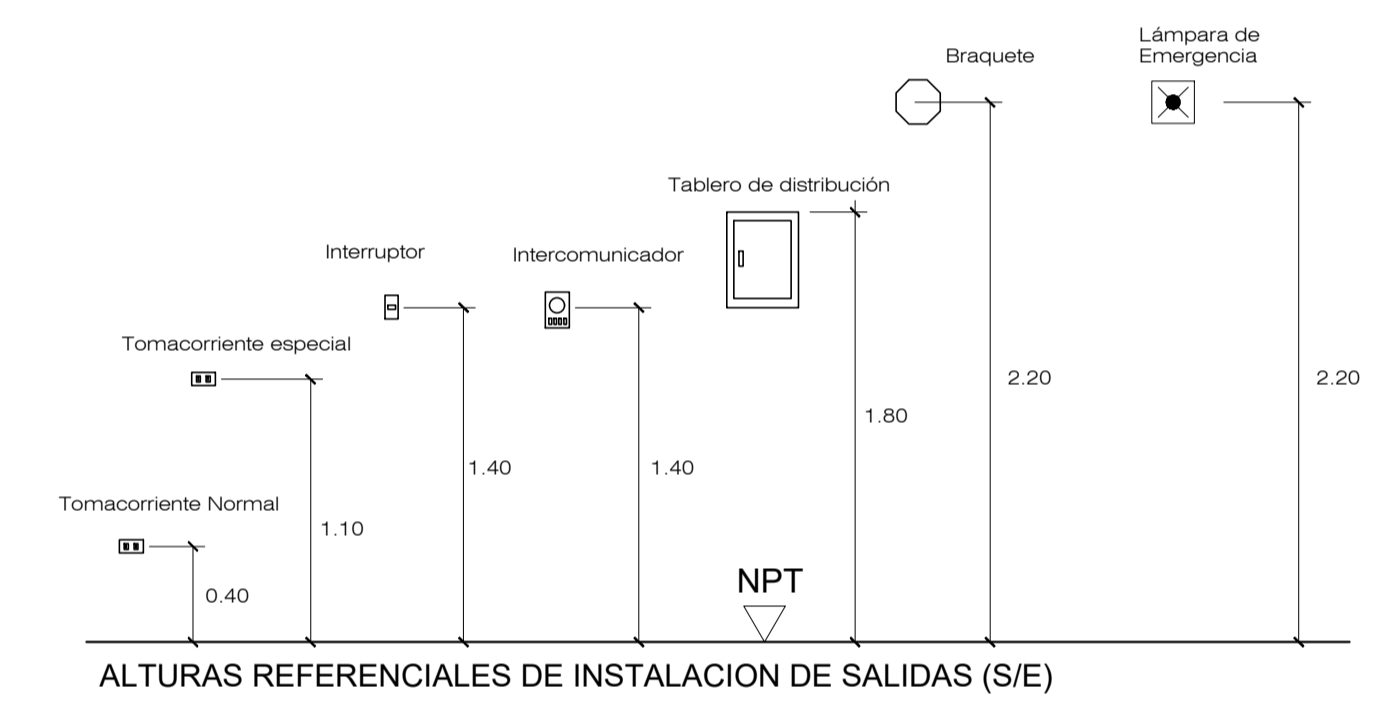 Lámpara de
Emergencia
Braquete
Tablero de distribución
Interruptor
Intercomunicador
Tomacorriente especial
2.20
2.20
1.80
1.40
1.40
Tomacorriente Normal
1.10
NPT
0.40
ALTURAS REFERENCIALES DE INSTALACION DE SALIDAS (S/E)